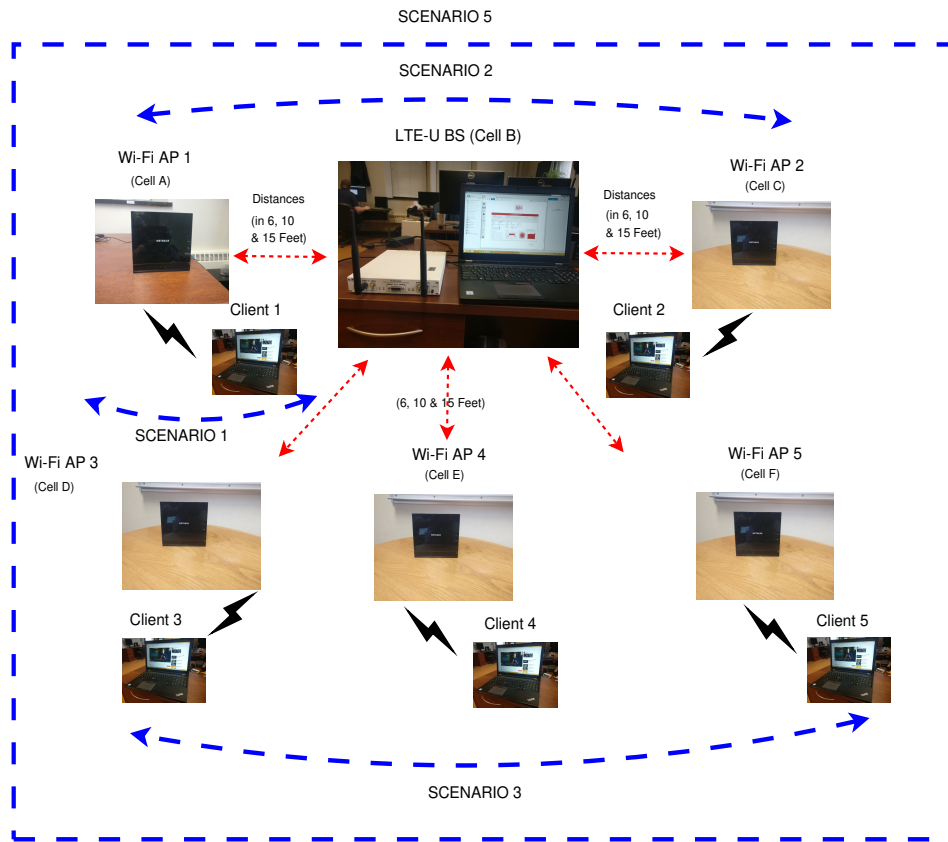 SCENARIO 5
SCENARIO 2
LTE-U BS (Cell B)
Wi-Fi AP 1
(Cell A)
Wi-Fi AP 2
(Cell C)
Distances
(in 6, 10
& 15 Feet)
Distances
(in 6, 10
& 15 Feet)
Client 1
Client 2
(6, 10 & 15 Feet)
SCENARIO 1
Wi-Fi AP 3
(Cell D)
Wi-Fi AP 4
(Cell E)
Wi-Fi AP 5
(Cell F)
Client 3
Client 4
Client 5
SCENARIO 3